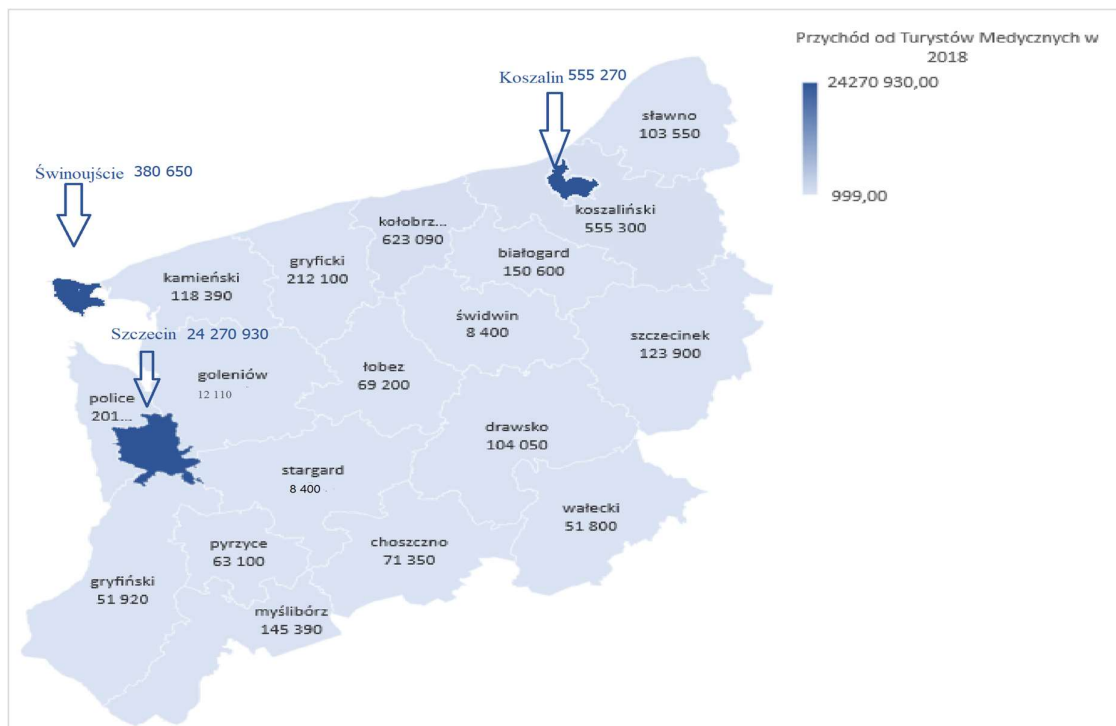 Przychód od Turystów Medycznych w
2018
24270 930,00
999,00
Koszalin 555 270
sławno
103 550
Świnoujście 380 650
koszaliński
555 300
kołobrz...
623 090
białogard
150 600
gryficki
212 100
kamieński
118 390
świdwin
8 400
szczecinek
123 900
Szczecin 24 270 930
goleniów
12 110
łobez
69 200
police
201...
drawsko
104 050
stargard
8 400
wałecki
51 800
pyrzyce
63 100
choszczno
71 350
gryfiński
51 920
myślibórz
145 390